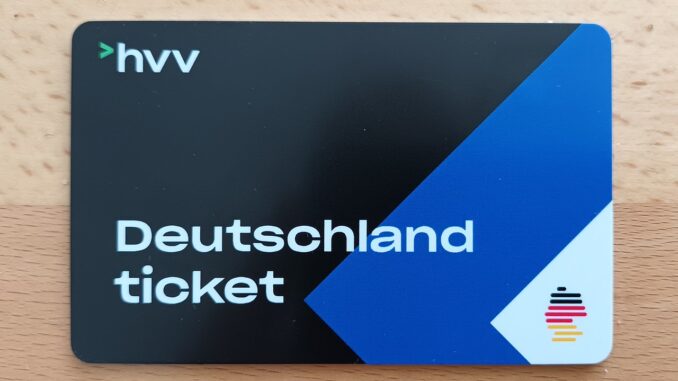 >hvv
Deutschland
ticket